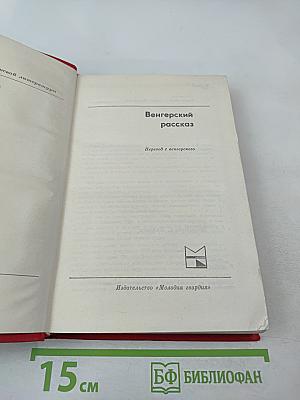 Венгерский
рассказ
Перевод с венгерского
Издательство «Молодая гвардия»
15 см
БФ БИБЛИОФАН